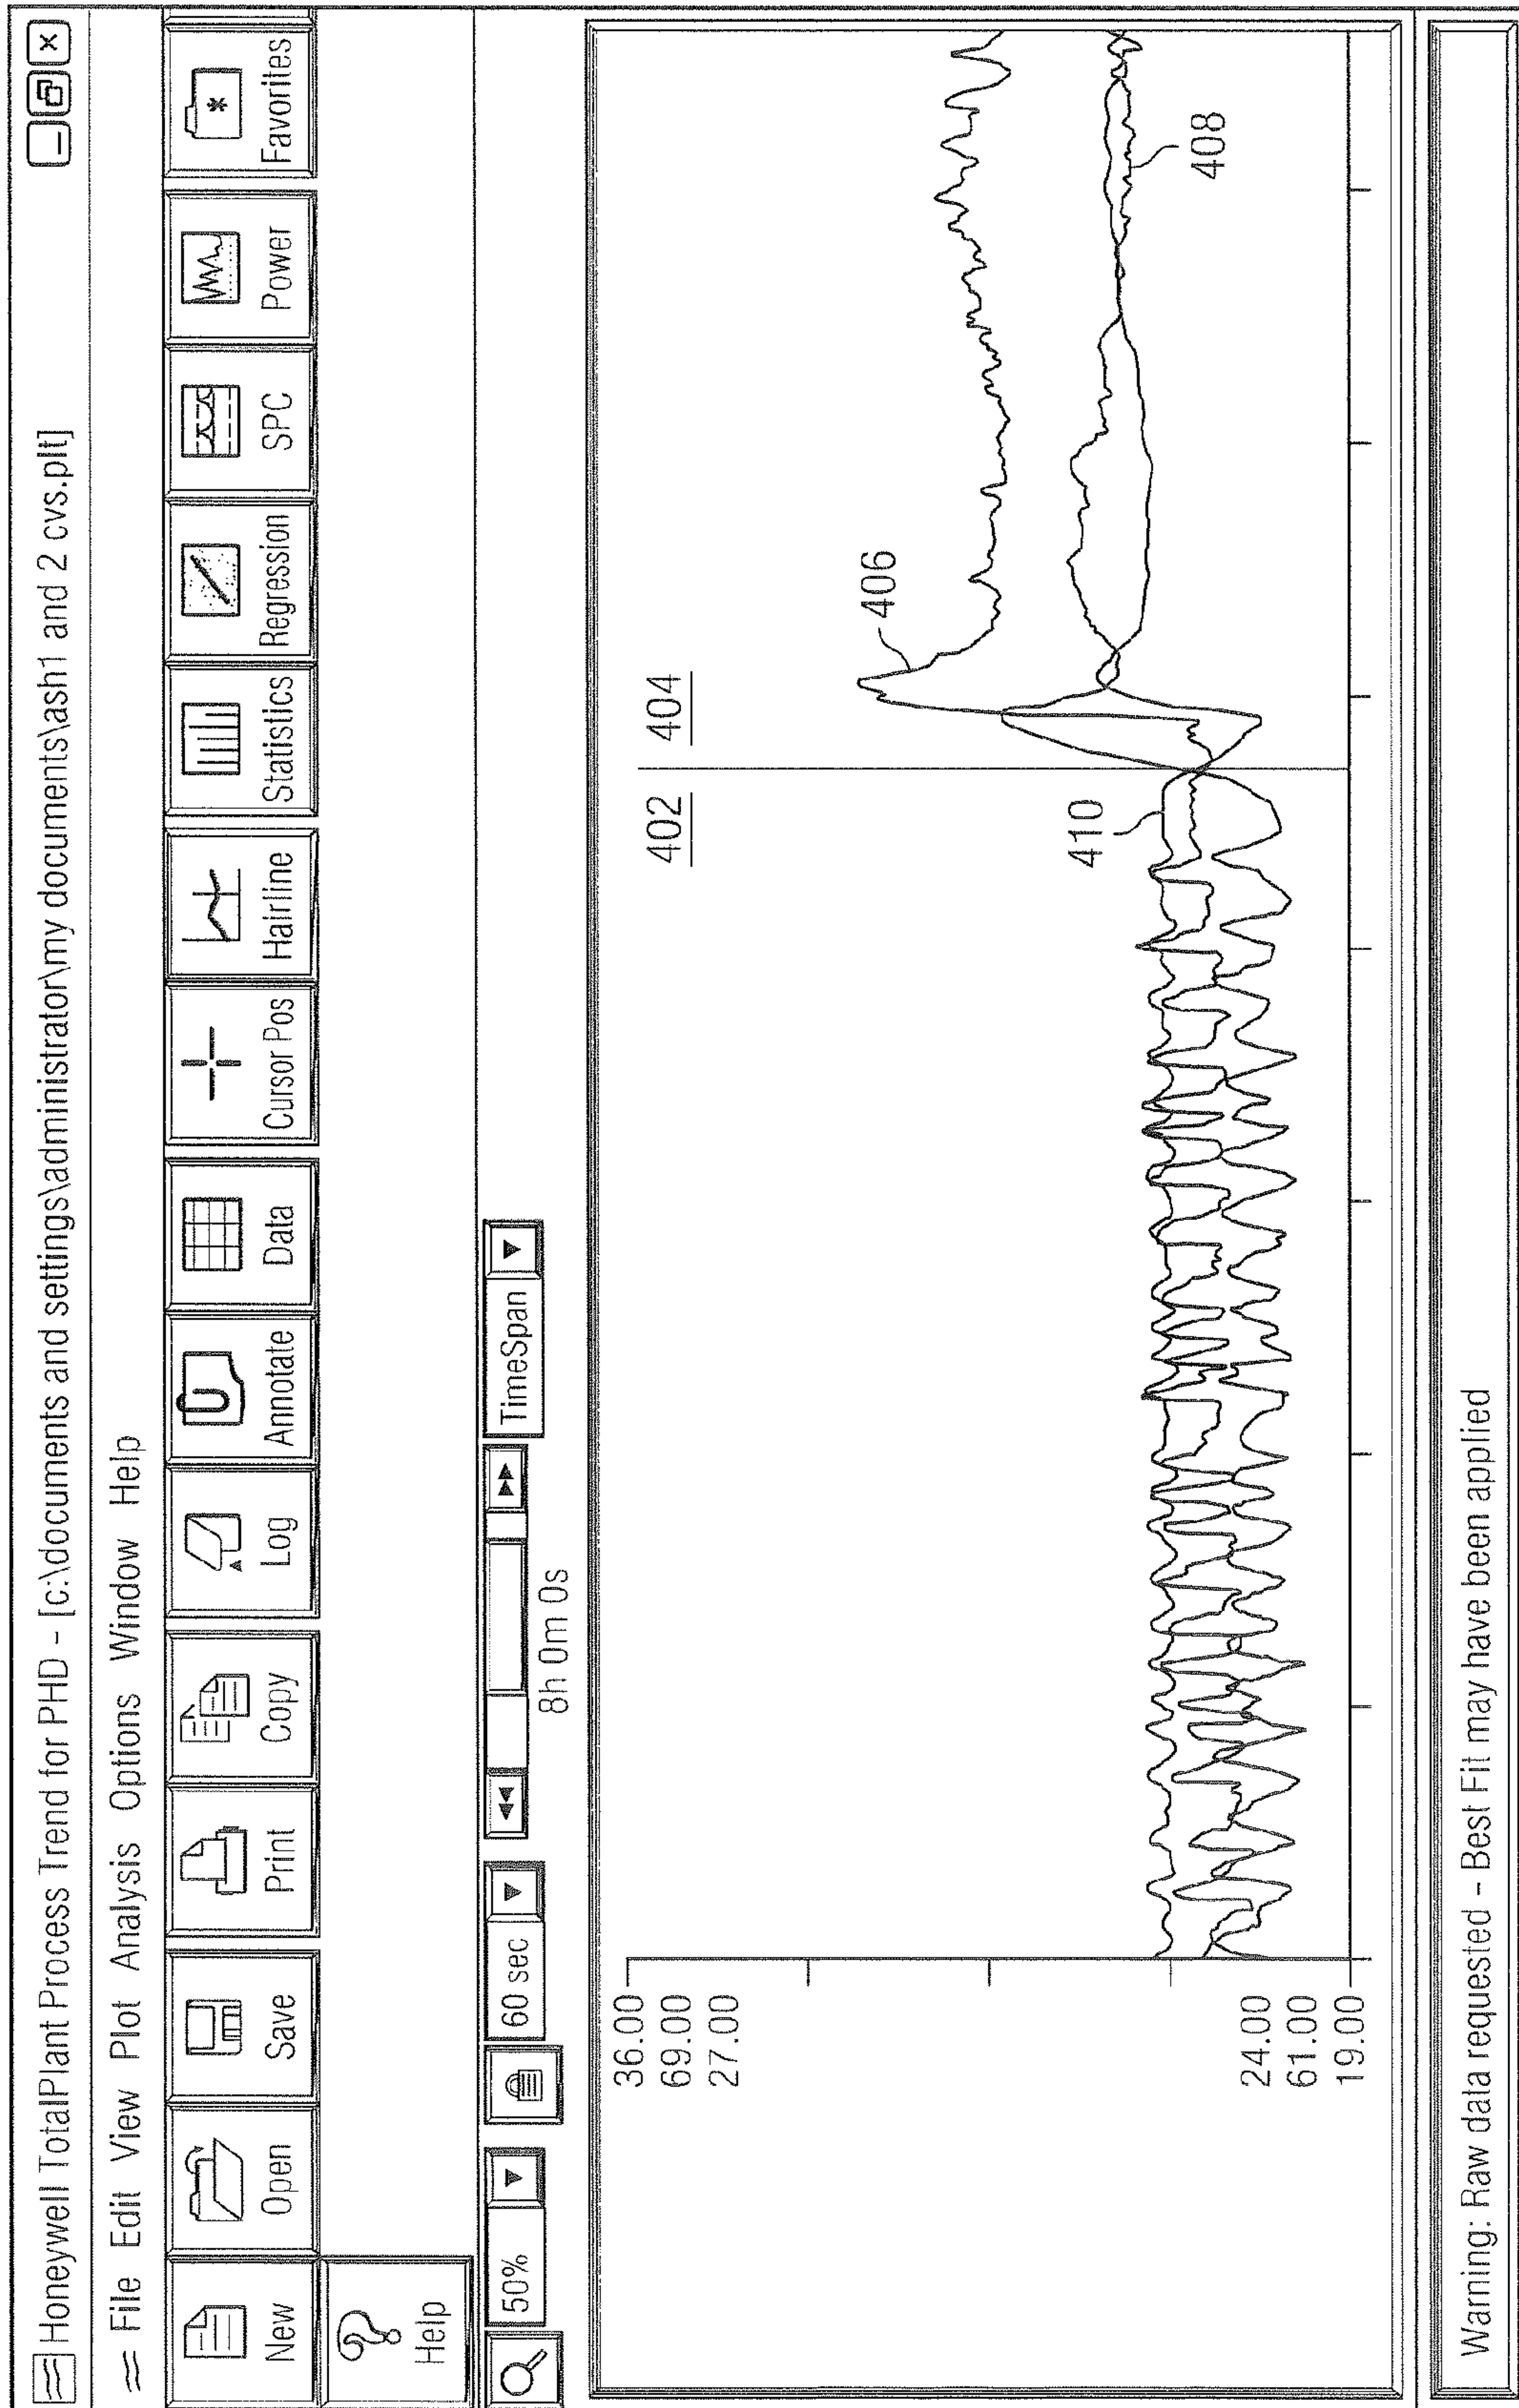 Honeywell TotalPlant Process Trend for PHD - [c:\documents and settings\administrator\my documents\ash1 and 2 cvs.plt]
File Edit View Plot Analysis Options Window Help
New Open Save Print Copy Log Annotate Data Cursor Pos Hairline Statistics Regression SPC Power Favorites
Help
50% 60 sec TimeSpan
8h 0m 0s
36.00
69.00
27.00
402 404
406
410
408
24.00
61.00
19.00
Warning: Raw data requested - Best Fit may have been applied